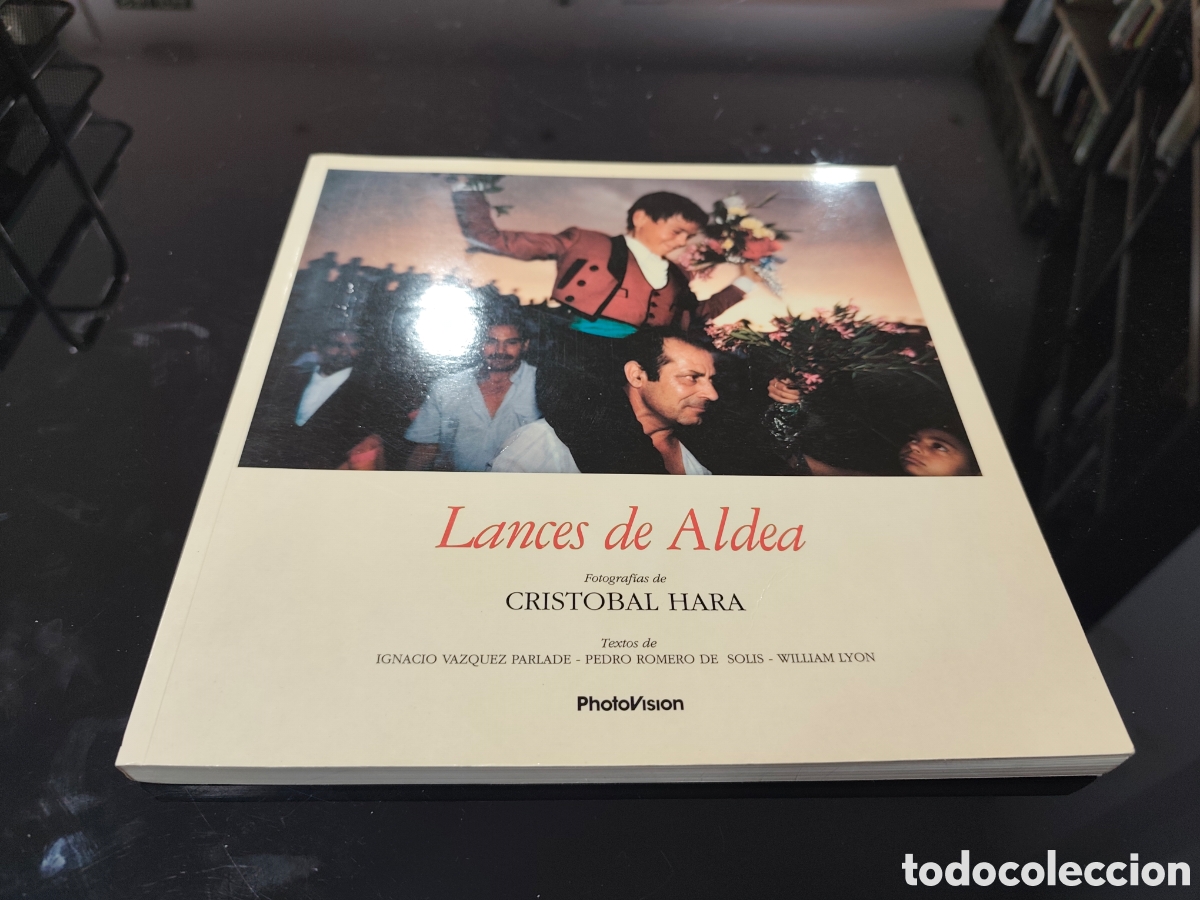 Lances de Aldea
Fotografías de
CRISTOBAL HARA
Textos de
IGNACIO VAZQUEZ PARLADE - PEDRO ROMERO DE SOLIS - WILLIAM LYON
PhotoVision
todocoleccion